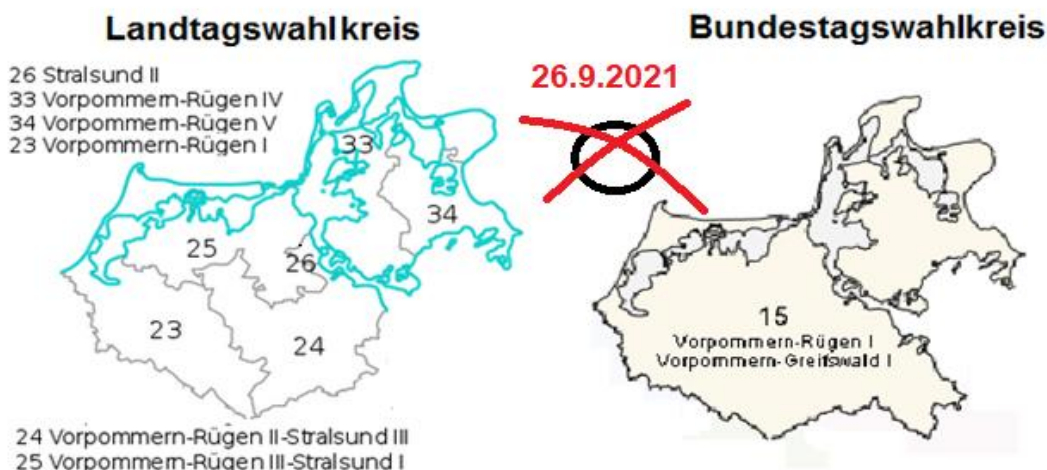 Landtagswahlkreis
26 Stralsund II
33 Vorpommern-Rügen IV
34 Vorpommern-Rügen V
23 Vorpommern-Rügen I
33
34
25
26
23
24
24 Vorpommern-Rügen II-Stralsund III
25 Vorpommern-Rügen III-Stralsund I
26.9.2021
Bundestagswahlkreis
15
Vorpommern-Rügen I
Vorpommern-Greifswald I